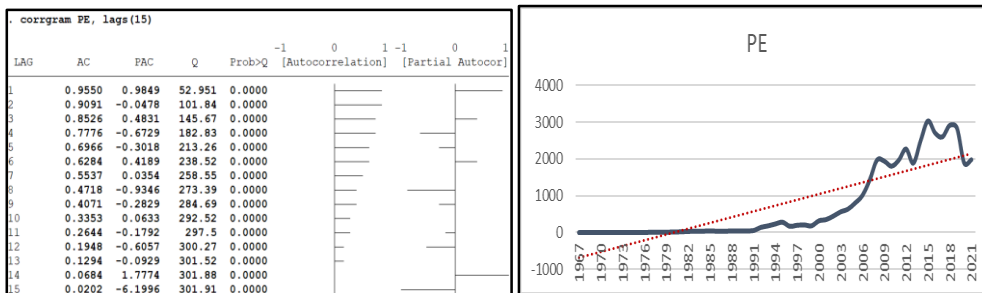 . corrgram PE, lags(15)
-1 0 1 -1 0 1
LAG AC PAC Q Prob>Q [Autocorrelation] [Partial Autocor]
1 0.9550 0.9849 52.951 0.0000
2 0.9091 -0.0478 101.84 0.0000
3 0.8526 0.4831 145.67 0.0000
4 0.7776 -0.6729 182.83 0.0000
5 0.6966 -0.3018 213.26 0.0000
6 0.6284 0.4189 238.52 0.0000
7 0.5537 0.0354 258.55 0.0000
8 0.4718 -0.9346 273.39 0.0000
9 0.4071 -0.2829 284.69 0.0000
10 0.3353 0.0633 292.52 0.0000
11 0.2644 -0.1792 297.5 0.0000
12 0.1948 -0.6057 300.27 0.0000
13 0.1294 -0.0929 301.52 0.0000
14 0.0684 1.7774 301.88 0.0000
15 0.0202 -6.1996 301.91 0.0000
PE
4000
3000
2000
1000
0
-1000
1967 1970 1973 1976 1979 1982 1985 1988 1991 1994 1997 2000 2003 2006 2009 2012 2015 2018 2021